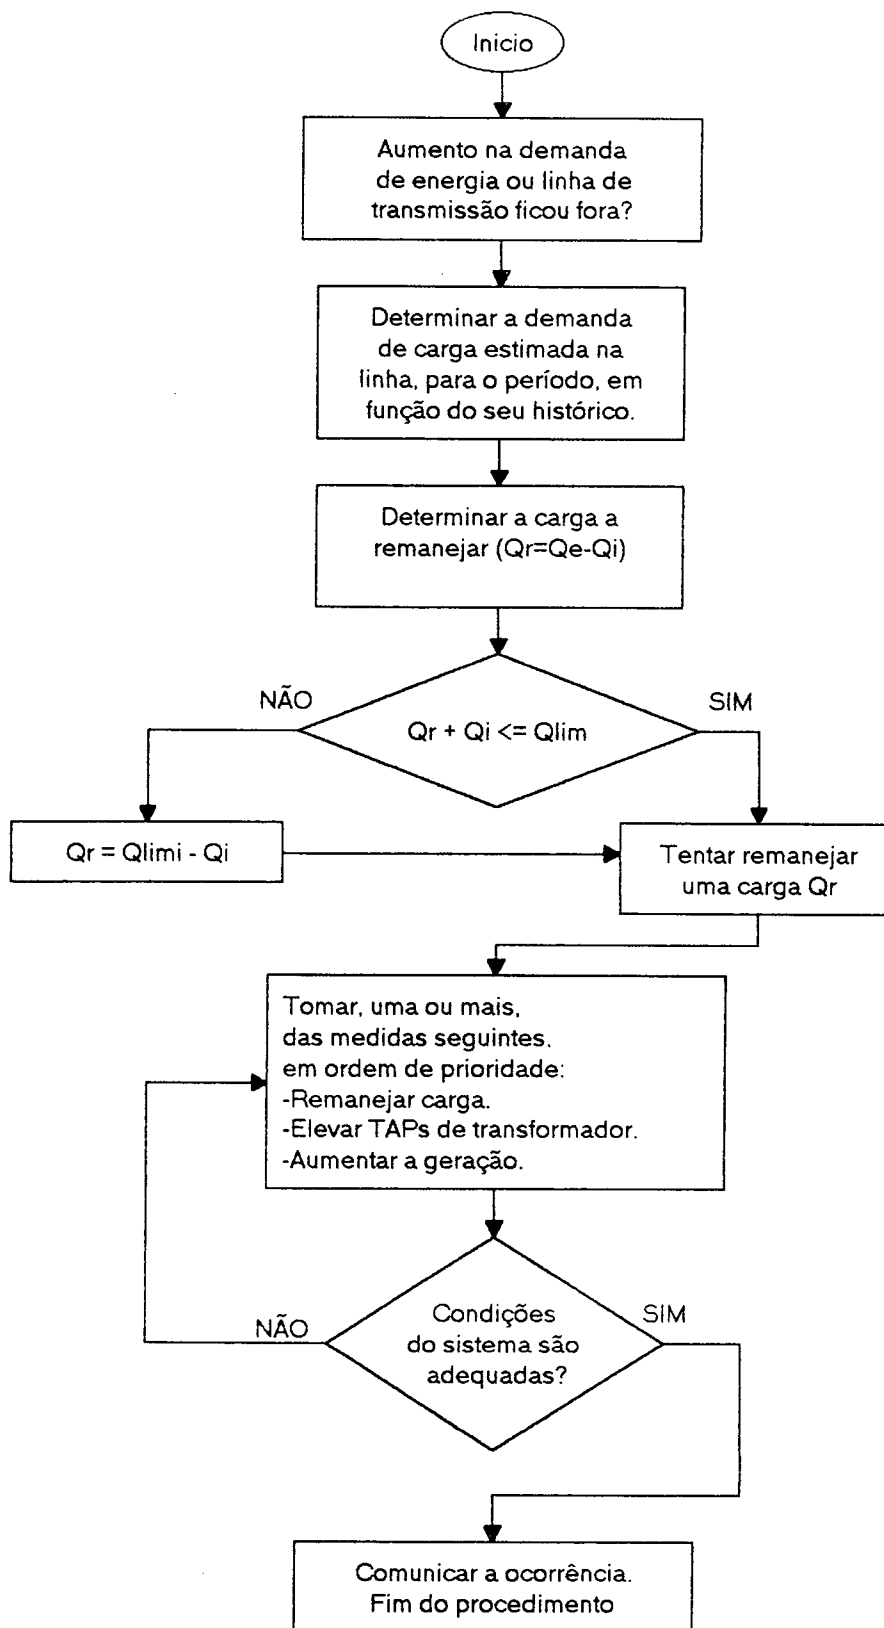 Inicio
Aumento na demanda
de energia ou linha de
transmissão ficou fora?
Determinar a demanda
de carga estimada na
linha, para o período, em
função do seu histórico.
Determinar a carga a
remanejar (Qr=Qe-Qi)
NÃO
SIM
Qr + Qi <= Qlim
Qr = Qlimi - Qi
Tentar remanejar
uma carga Qr
Tomar, uma ou mais,
das medidas seguintes.
em ordem de prioridade:
-Remanejar carga.
-Elevar TAPs de transformador.
-Aumentar a geração.
NÃO
SIM
Condições
do sistema são
adequadas?
Comunicar a ocorrência.
Fim do procedimento